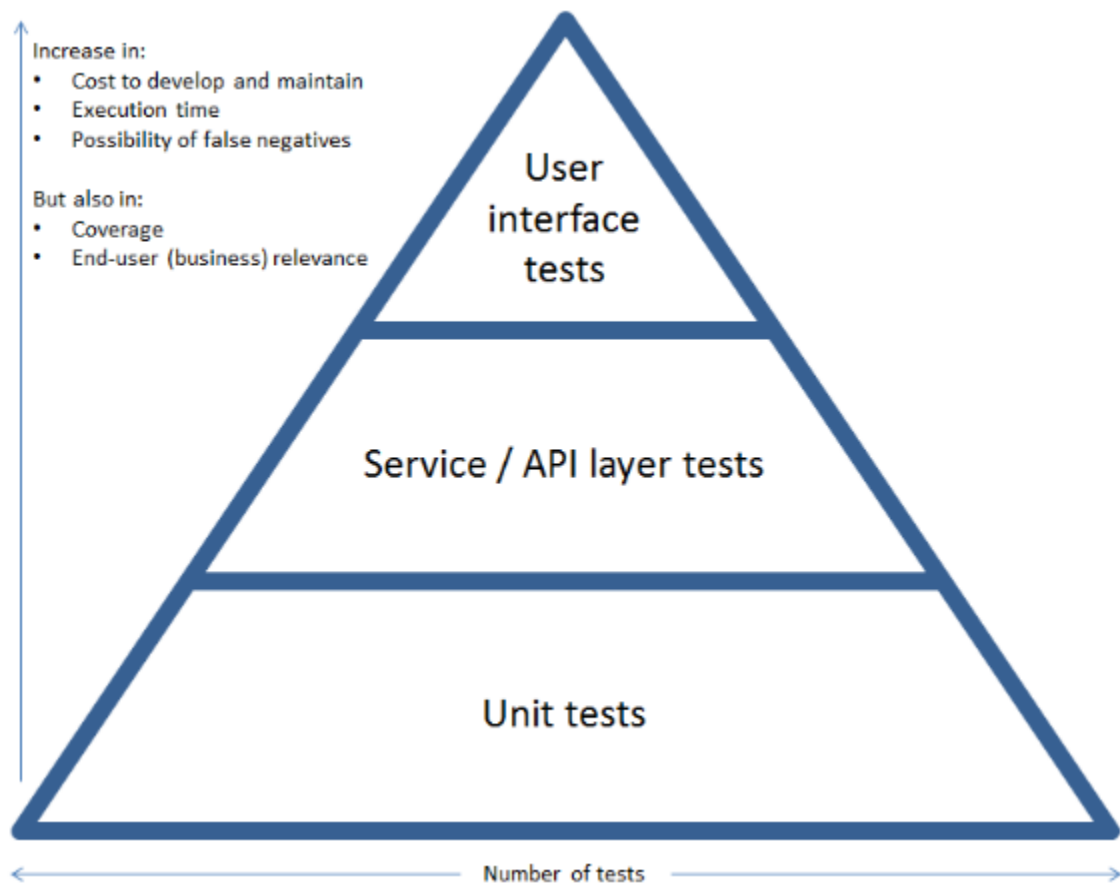 Increase in:
• Cost to develop and maintain
• Execution time
• Possibility of false negatives
But also in:
• Coverage
• End-user (business) relevance
User
interface
tests
Service / API layer tests
Unit tests
Number of tests